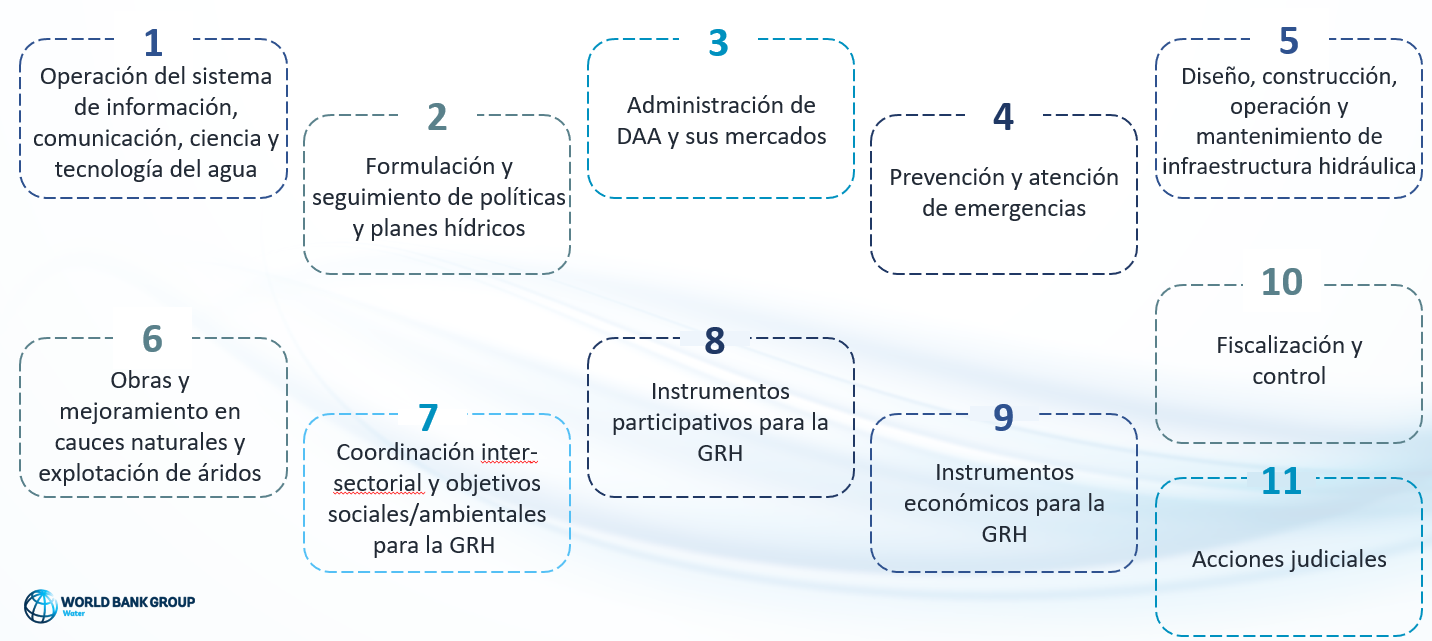 1
Operación del sistema
de información,
comunicación, ciencia y
tecnología del agua
2
Formulación y
seguimiento de políticas
y planes hídricos
3
Administración de
DAA y sus mercados
4
Prevención y atención
de emergencias
5
Diseño, construcción,
operación y
mantenimiento de
infraestructura hidráulica
6
Obras y
mejoramiento en
cauces naturales y
explotación de áridos
7
Coordinación inter-
sectorial y objetivos
sociales/ambientales
para la GRH
8
Instrumentos
participativos para la
GRH
9
Instrumentos
económicos para la
GRH
10
Fiscalización y
control
11
Acciones judiciales
WORLD BANK GROUP
Water